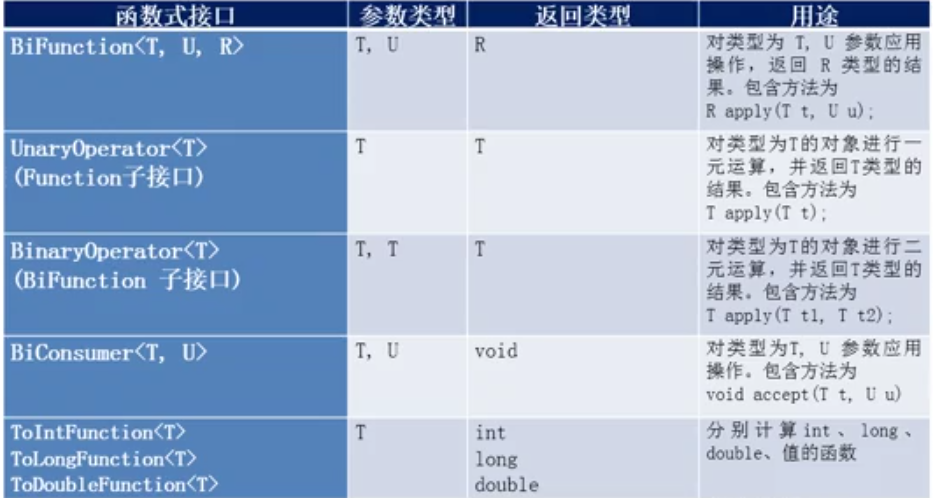 函数式接口 参数类型 返回类型 用途
BiFunction<T, U, R> T, U R 对类型为 T, U 参数应用
操作，返回 R 类型的结
果。包含方法为
R apply(T t, U u);
UnaryOperator<T> T T 对类型为T的对象进行一
(Function子接口) 元运算，并返回T类型的
结果。包含方法为
T apply(T t);
BinaryOperator<T> T, T T 对类型为T的对象进行二
(BiFunction 子接口) 元运算，并返回T类型的
结果。包含方法为
T apply(T t1, T t2);
BiConsumer<T, U> T, U void 对类型为T, U 参数应用
操作。包含方法为
void accept(T t, U u)
ToIntFunction<T> T int 分别计算int、long、
ToLongFunction<T> long double、值的函数
ToDoubleFunction<T> double